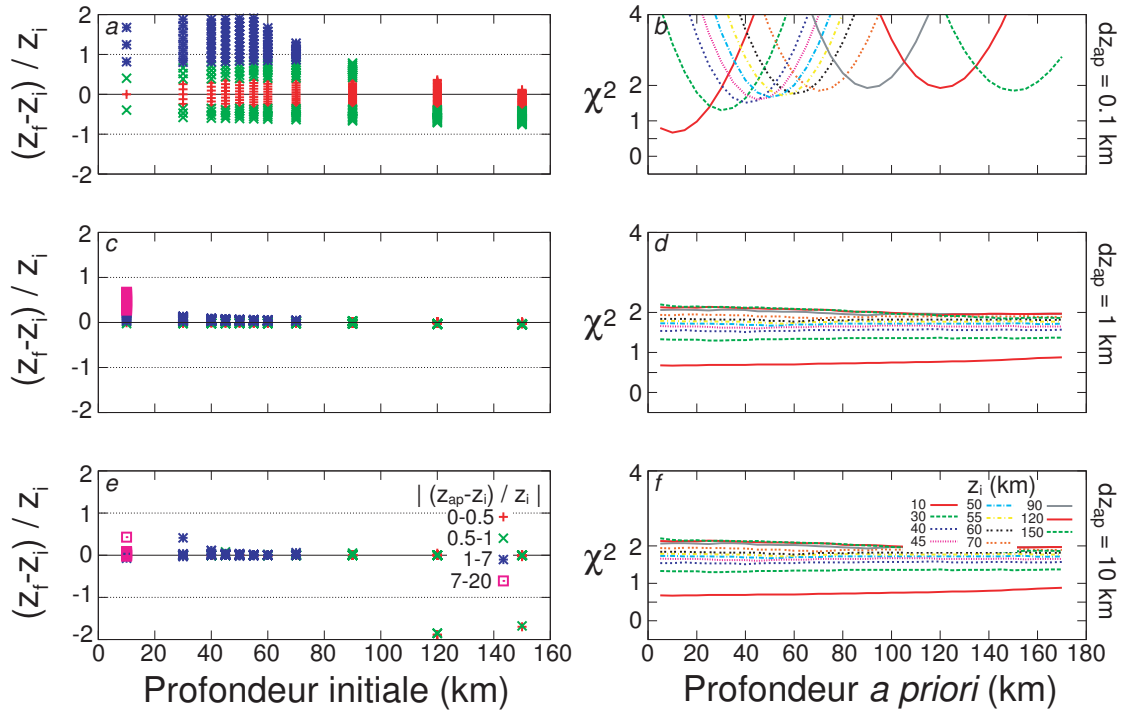 a
(z_f-z_i) / z_i
2
1
0
-1
-2
b
χ²
4
2
1
0
dz_ap = 0.1 km
c
(z_f-z_i) / z_i
2
1
0
-1
-2
d
χ²
4
2
1
0
dz_ap = 1 km
e
(z_f-z_i) / z_i
2
1
0
-1
-2
| (z_ap-z_i) / z_i |
0-0.5
0.5-1
1-7
7-20
0 20 40 60 80 100 120 140 160
Profondeur initiale (km)
f
χ²
4
2
1
0
z_i (km)
10 50 90
30 55 120
40 60 150
45 70
dz_ap = 10 km
0 20 40 60 80 100 120 140 160 180
Profondeur a priori (km)